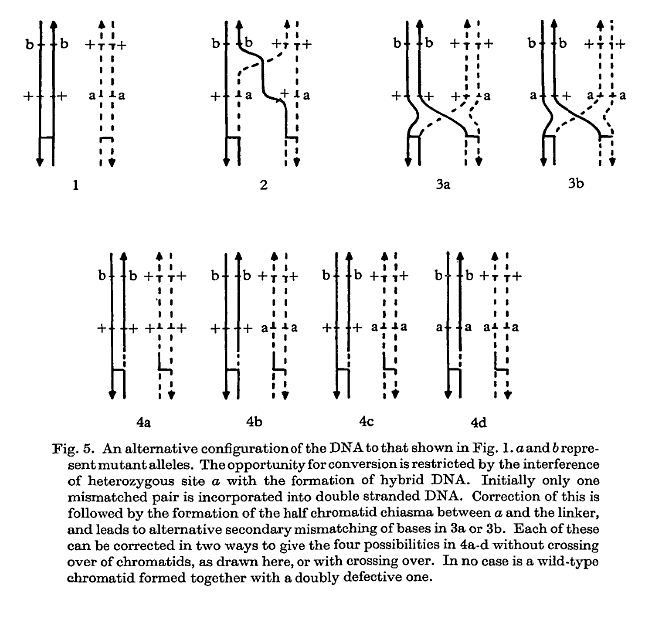 b b + + b b + + b b + + b b + +
+ + a a + a + a + + + a a + a a
1 2 3a 3b
b b + + b b + + b b + + b b + +
+ + + + + + a a + + a a a a a a
4a 4b 4c 4d
Fig. 5. An alternative configuration of the DNA to that shown in Fig. 1. a and b repre-
sent mutant alleles. The opportunity for conversion is restricted by the interference
of heterozygous site a with the formation of hybrid DNA. Initially only one
mismatched pair is incorporated into double stranded DNA. Correction of this is
followed by the formation of the half chromatid chiasma between a and the linker,
and leads to alternative secondary mismatching of bases in 3a or 3b. Each of these
can be corrected in two ways to give the four possibilities in 4a-d without crossing
over of chromatids, as drawn here, or with crossing over. In no case is a wild-type
chromatid formed together with a doubly defective one.